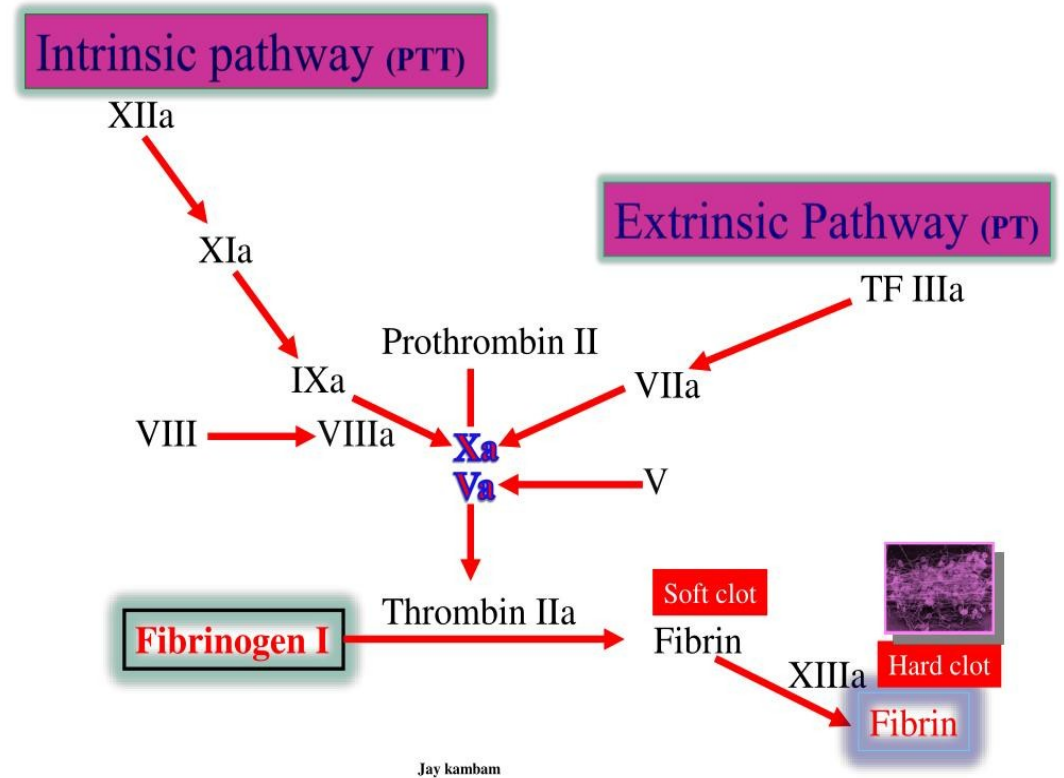 Intrinsic pathway (PTT)
XIIa
Extrinsic Pathway (PT)
XIa
TF IIIa
Prothrombin II
IXa
VIIa
VIII
VIIIa
Xa
Va
V
Soft clot
Thrombin IIa
Fibrinogen I
Fibrin
XIIIa
Hard clot
Fibrin
Jay kambam